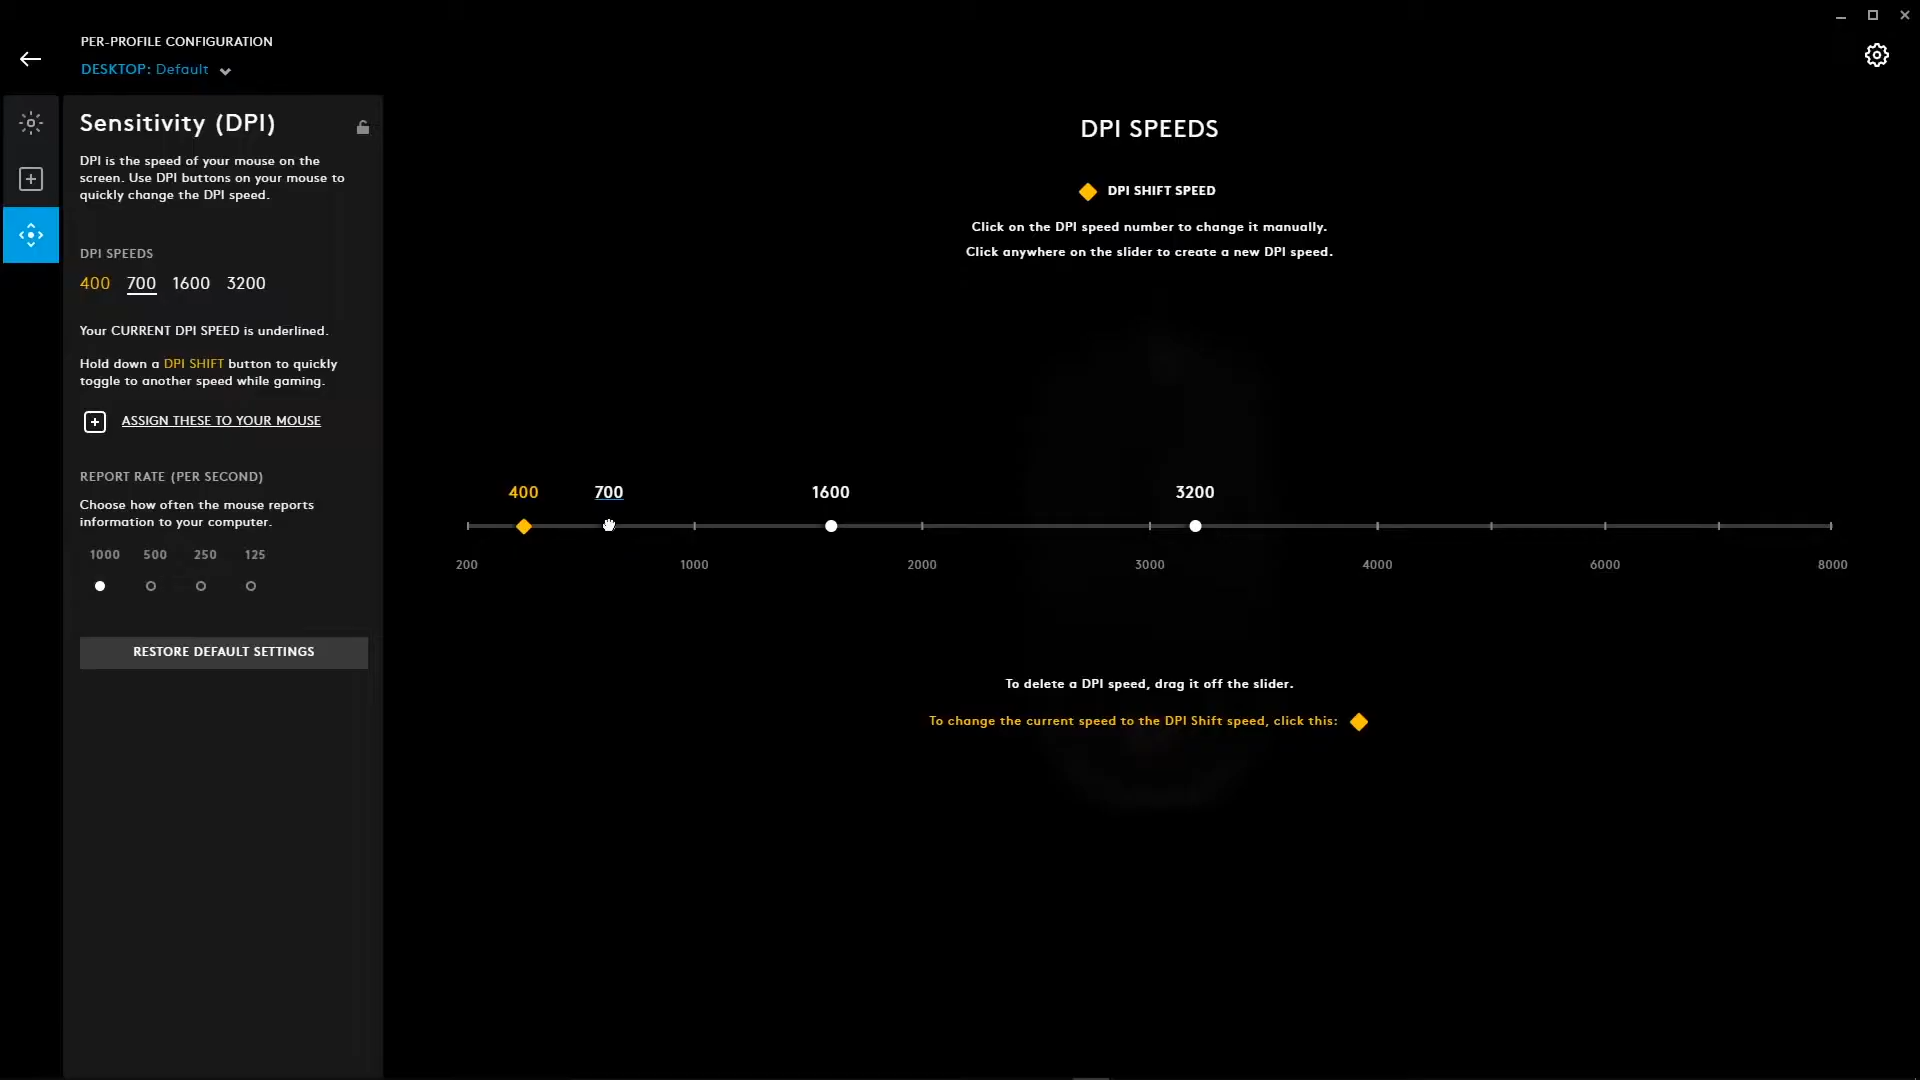 PER-PROFILE CONFIGURATION
DESKTOP: Default
Sensitivity (DPI)
DPI is the speed of your mouse on the
screen. Use DPI buttons on your mouse to
quickly change the DPI speed.
DPI SPEEDS
400 700 1600 3200
Your CURRENT DPI SPEED is underlined.
Hold down a DPI SHIFT button to quickly
toggle to another speed while gaming.
ASSIGN THESE TO YOUR MOUSE
REPORT RATE (PER SECOND)
Choose how often the mouse reports
information to your computer.
1000 500 250 125
RESTORE DEFAULT SETTINGS
DPI SPEEDS
DPI SHIFT SPEED
Click on the DPI speed number to change it manually.
Click anywhere on the slider to create a new DPI speed.
400 700 1600 3200
200 1000 2000 3000 4000 6000 8000
To delete a DPI speed, drag it off the slider.
To change the current speed to the DPI Shift speed, click this: